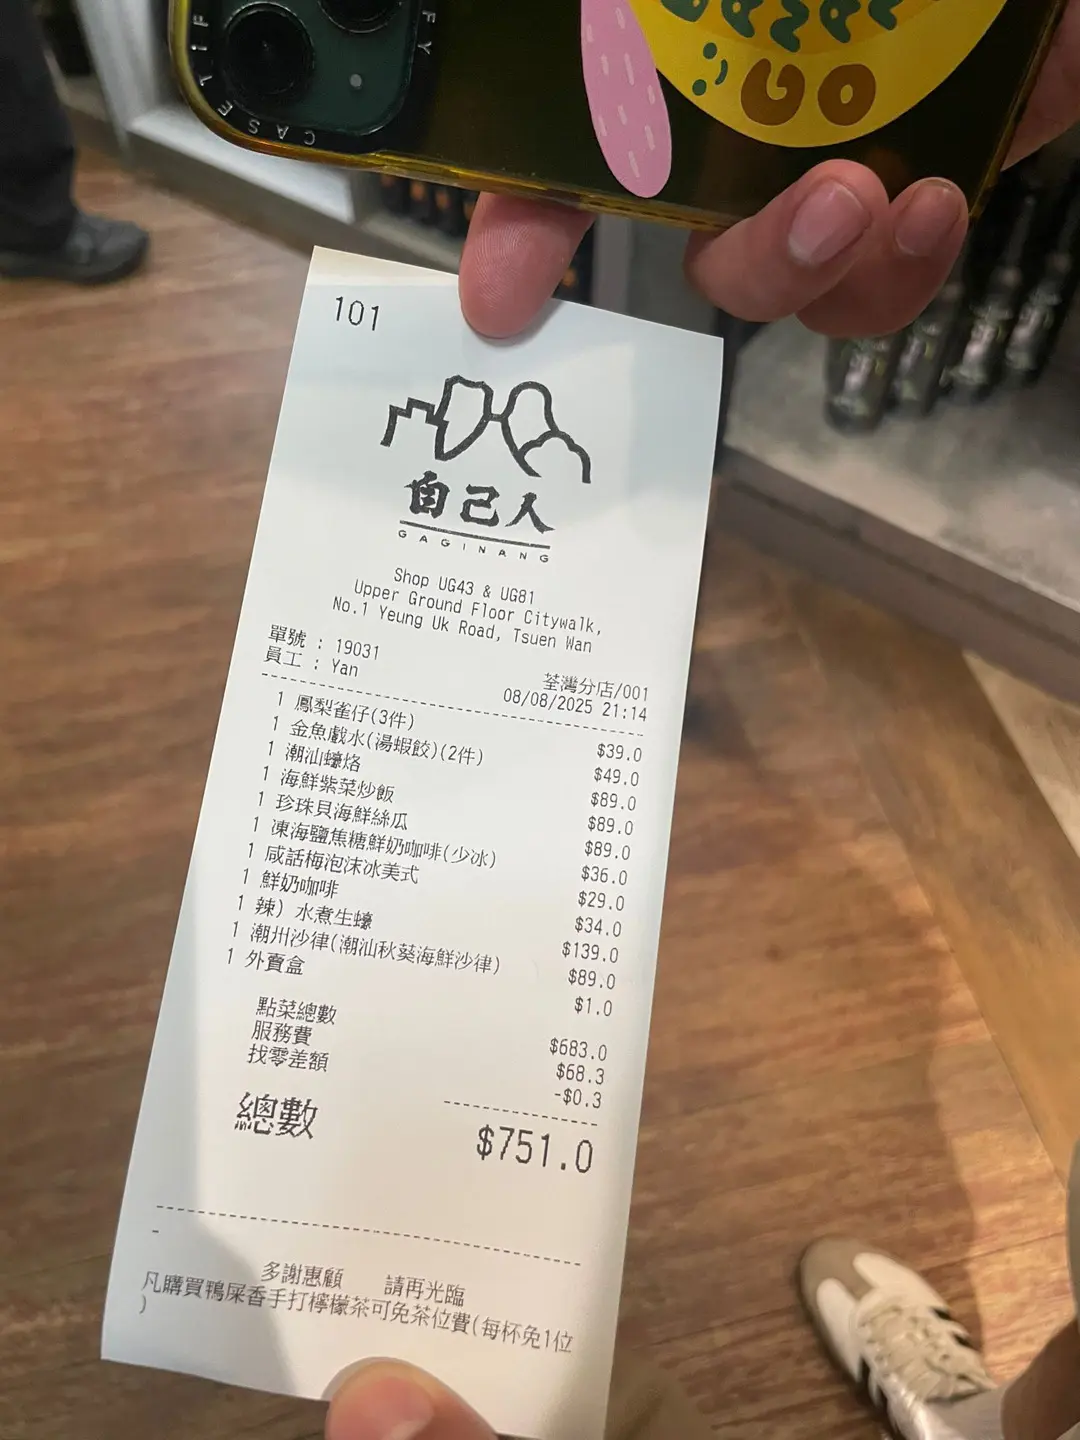 CASETIFY
GO
101
自己人
GAGINANG
Shop UG43 & UG81
Upper Ground Floor Citywalk,
No.1 Yeung Uk Road, Tsuen Wan
單號 : 19031
員工 : Yan
荃灣分店/001
08/08/2025 21:14
1 鳳梨雀仔(3件) $39.0
1 金魚戲水(湯蝦餃)(2件) $49.0
1 潮汕蠔烙 $89.0
1 海鮮紫菜炒飯 $89.0
1 珍珠貝海鮮絲瓜 $89.0
1 凍海鹽焦糖鮮奶咖啡(少冰) $36.0
1 咸話梅泡沫冰美式 $29.0
1 鮮奶咖啡 $34.0
1 辣) 水煮生蠔 $139.0
1 潮州沙律(潮汕秋葵海鮮沙律) $89.0
1 外賣盒 $1.0
點菜總數 $683.0
服務費 $68.3
找零差額 -$0.3
總數 $751.0
-
多謝惠顧 請再光臨
凡購買鴨屎香手打檸檬茶可免茶位費(每杯免1位
)